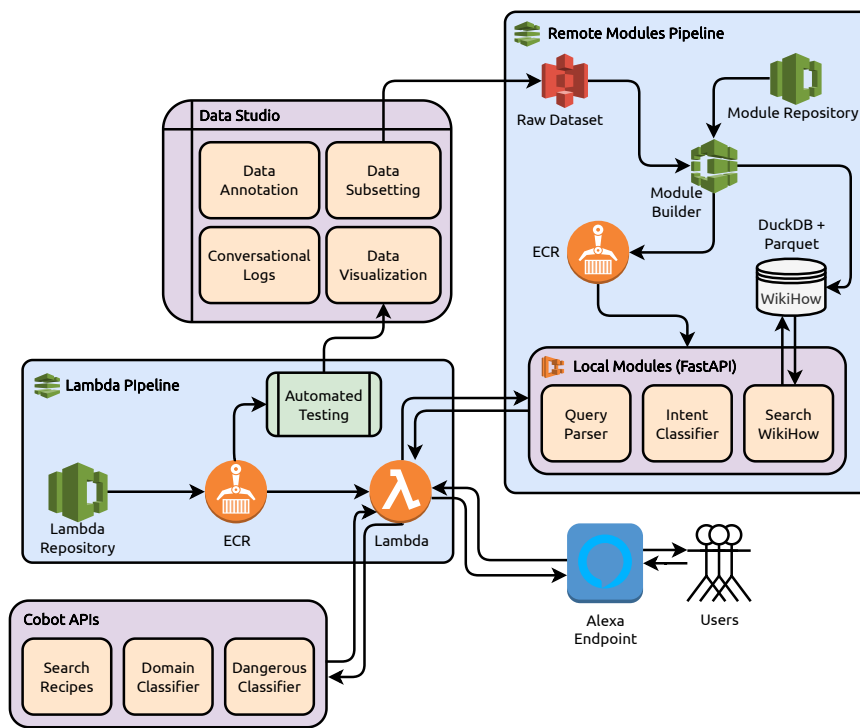 Remote Modules Pipeline
Raw Dataset
Module Repository
Module
Builder
ECR
DuckDB +
Parquet
WikiHow
Local Modules (FastAPI)
Query
Parser
Intent
Classifier
Search
WikiHow
Data Studio
Data
Annotation
Data
Subsetting
Conversational
Logs
Data
Visualization
Lambda PIpeline
Automated
Testing
Lambda
Repository
ECR
λ
Lambda
Alexa
Endpoint
Users
Cobot APIs
Search
Recipes
Domain
Classifier
Dangerous
Classifier